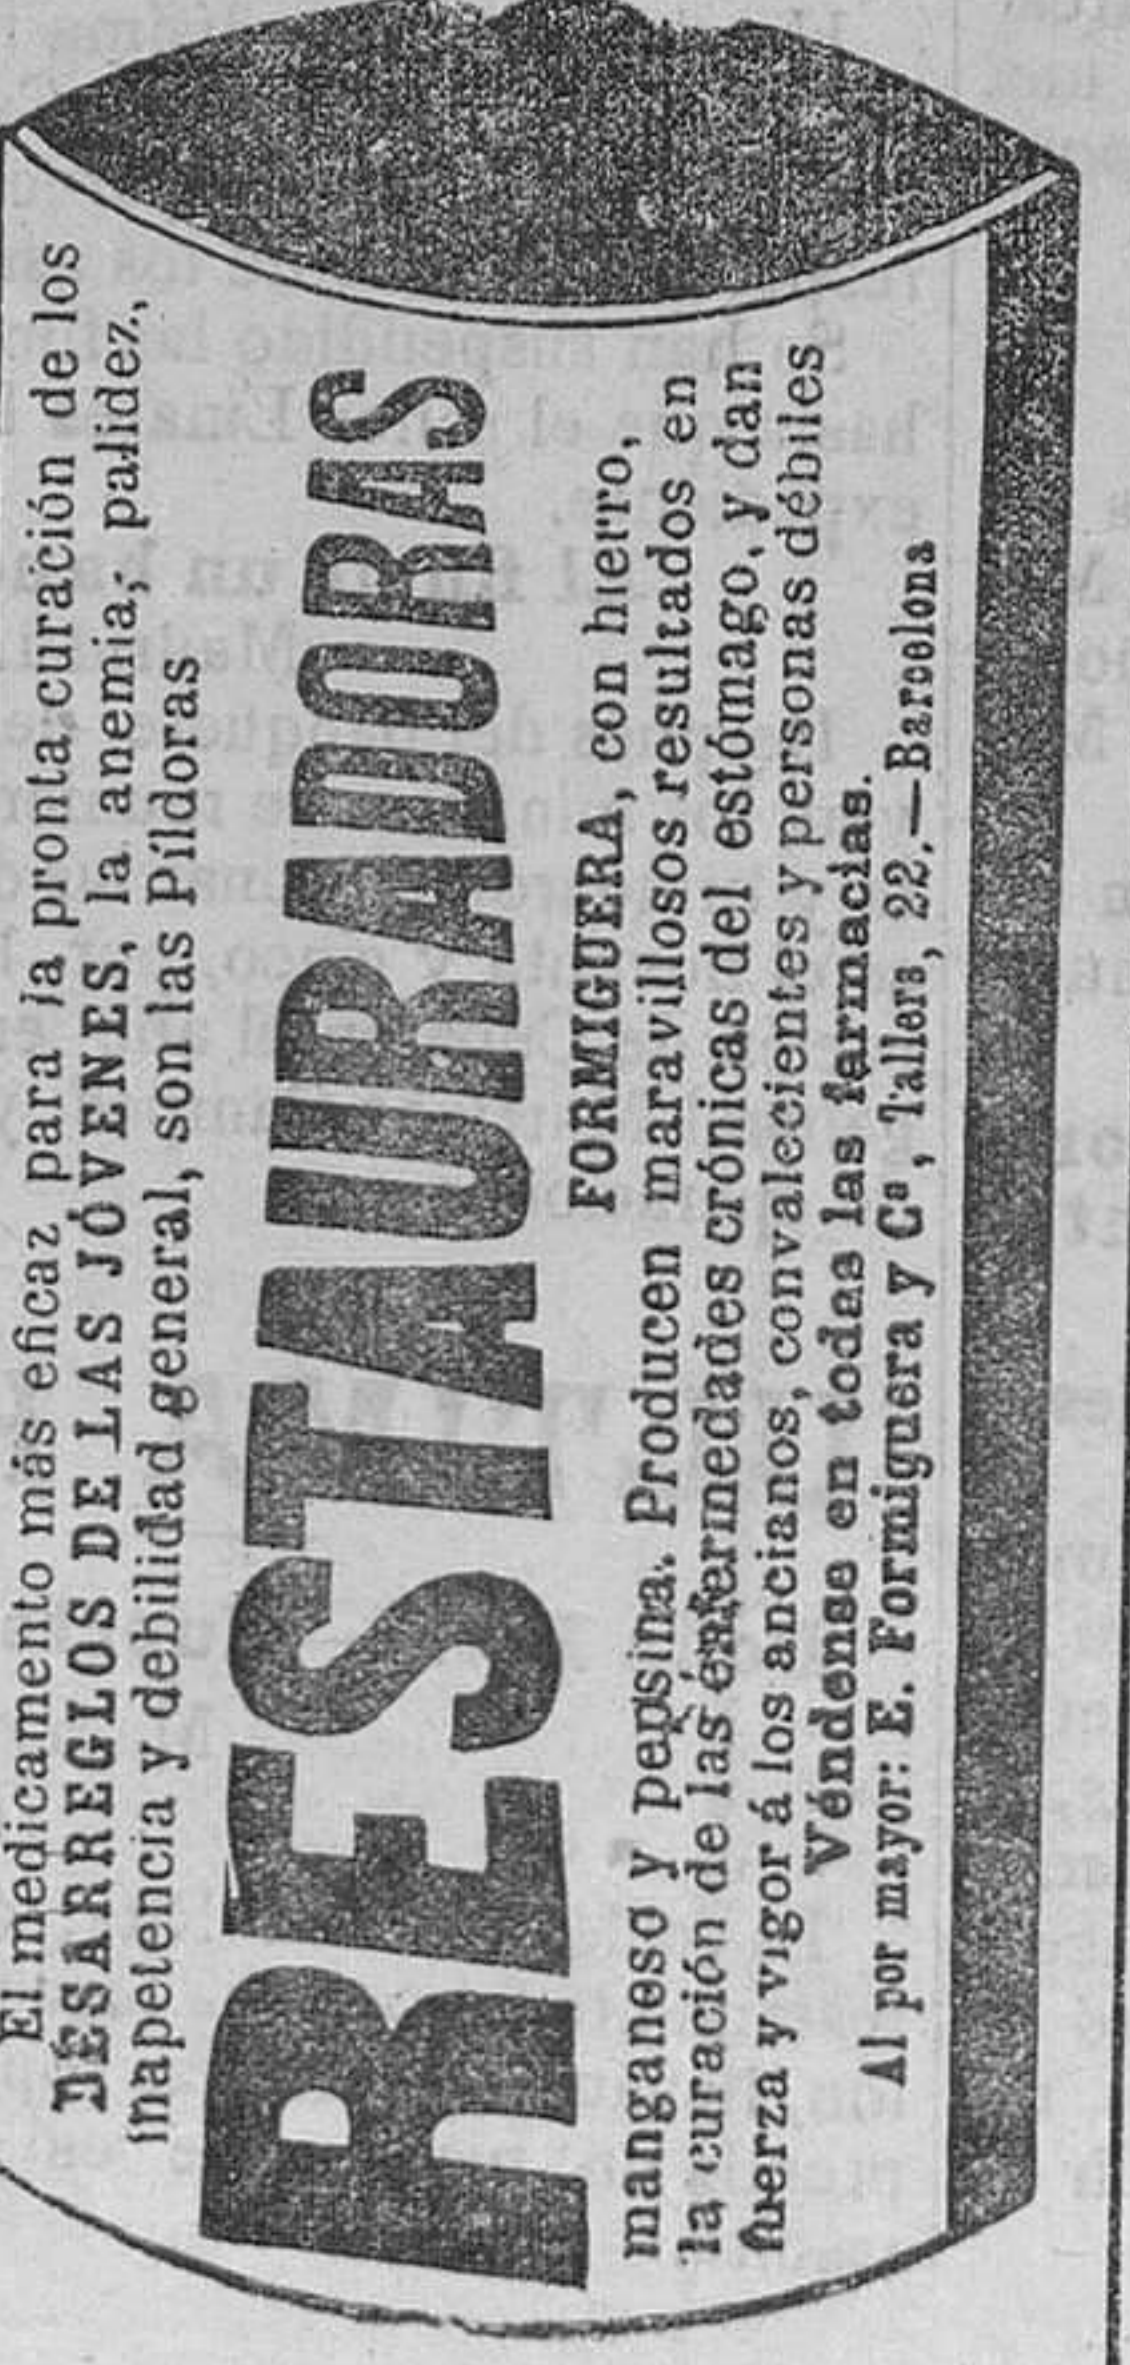 El medicamento más eficaz para la pronta curación de los
DESARREGLOS DE LAS JÓVENES, la anemia, palidez,
inapetencia y debilidad general, son las Pildoras
RESTAURADORAS
FORMIGUERA, con hierro,
manganeso y pepsina. Producen maravillosos resultados en
la curación de las enfermedades crónicas del estómago, y dan
fuerza y vigor á los ancianos, convalecientes y personas débiles
Véndense en todas las farmacias.
Al por mayor: E. Formiguera y Cª, Tallers, 22.—Barcelona